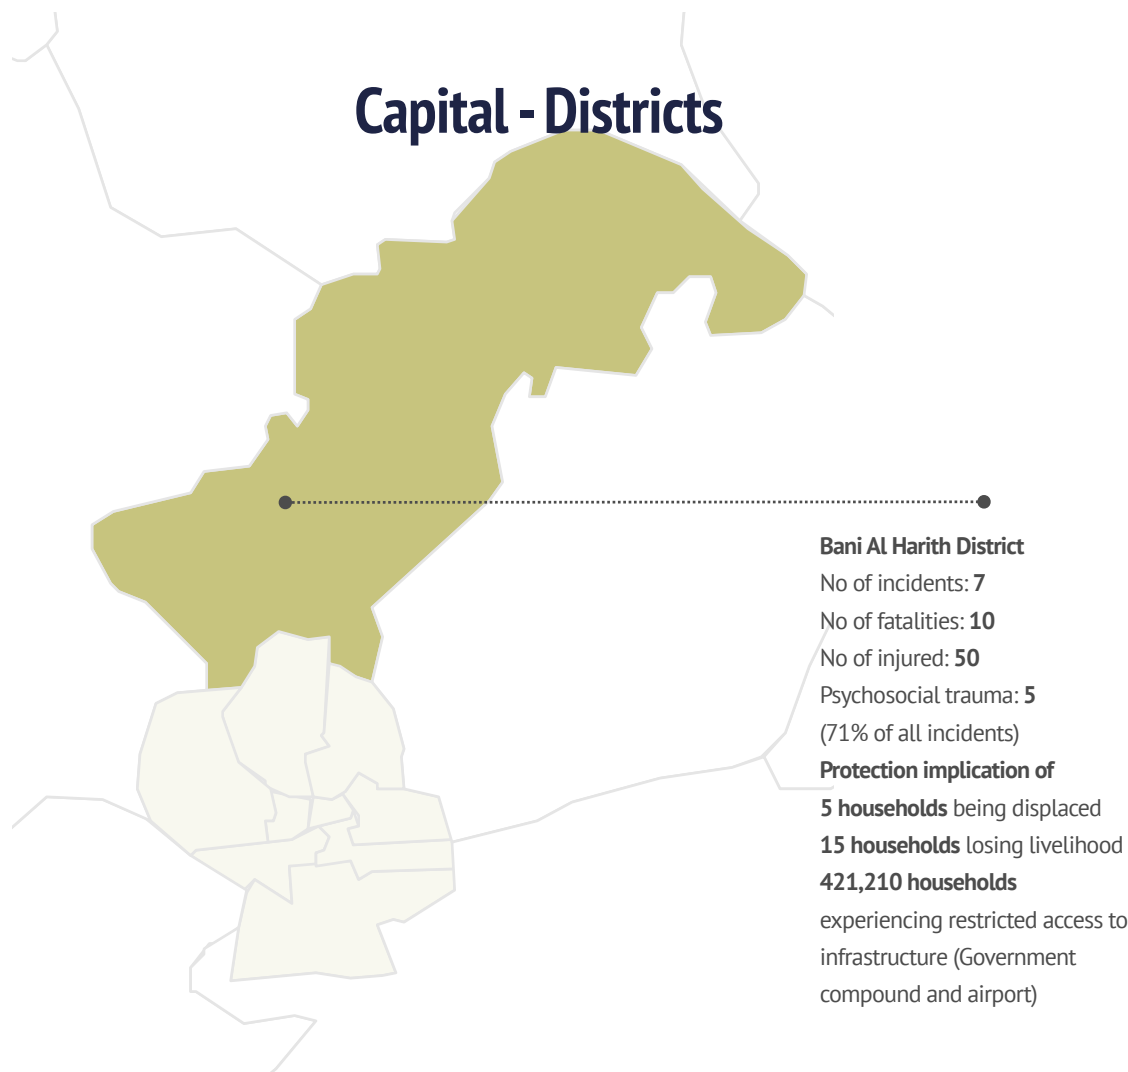 Capital - Districts
Bani Al Harith District
No of incidents: 7
No of fatalities: 10
No of injured: 50
Psychosocial trauma: 5
(71% of all incidents)
Protection implication of
5 households being displaced
15 households losing livelihood
421,210 households
experiencing restricted access to
infrastructure (Government
compound and airport)